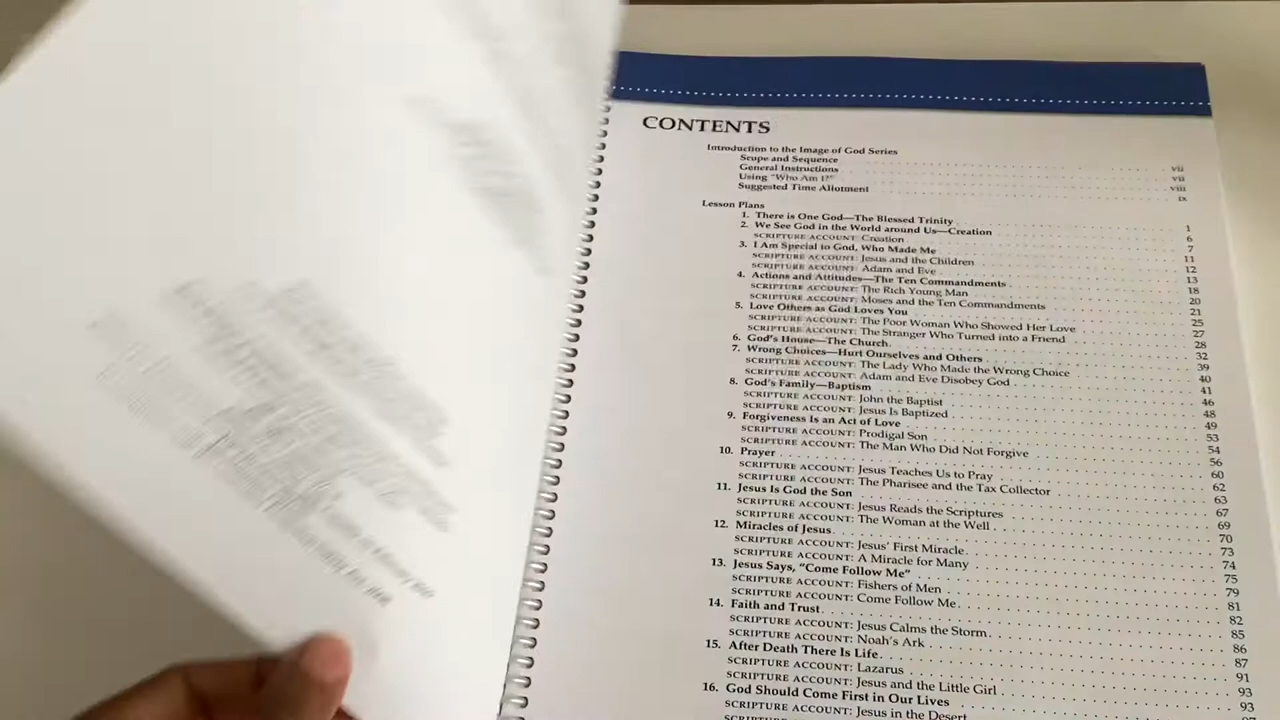 CONTENTS
Introduction to the Image of God Series
Scope and Sequence
General Instructions
Using "Who Am I?"
Suggested Time Allotment
Lesson Plans
1. There is One God—The Blessed Trinity
2. We See God in the World around Us—Creation
SCRIPTURE ACCOUNT: Creation
3. I Am Special to God, Who Made Me
SCRIPTURE ACCOUNT: Jesus and the Children
SCRIPTURE ACCOUNT: Adam and Eve
4. Actions and Attitudes—The Ten Commandments
SCRIPTURE ACCOUNT: The Rich Young Man
SCRIPTURE ACCOUNT: Moses and the Ten Commandments
5. Love Others as God Loves You
SCRIPTURE ACCOUNT: The Poor Woman Who Showed Her Love
SCRIPTURE ACCOUNT: The Stranger Who Turned into a Friend
6. God's House—The Church
7. Wrong Choices—Hurt Ourselves and Others
SCRIPTURE ACCOUNT: The Lady Who Made the Wrong Choice
SCRIPTURE ACCOUNT: Adam and Eve Disobey God
8. God's Family—Baptism
SCRIPTURE ACCOUNT: John the Baptist
SCRIPTURE ACCOUNT: Jesus Is Baptized
9. Forgiveness Is an Act of Love
SCRIPTURE ACCOUNT: Prodigal Son
SCRIPTURE ACCOUNT: The Man Who Did Not Forgive
10. Prayer
SCRIPTURE ACCOUNT: Jesus Teaches Us to Pray
SCRIPTURE ACCOUNT: The Pharisee and the Tax Collector
11. Jesus Is God the Son
SCRIPTURE ACCOUNT: Jesus Reads the Scriptures
SCRIPTURE ACCOUNT: The Woman at the Well
12. Miracles of Jesus
SCRIPTURE ACCOUNT: Jesus' First Miracle
SCRIPTURE ACCOUNT: A Miracle for Many
13. Jesus Says, "Come Follow Me"
SCRIPTURE ACCOUNT: Fishers of Men
SCRIPTURE ACCOUNT: Come Follow Me
14. Faith and Trust
SCRIPTURE ACCOUNT: Jesus Calms the Storm
SCRIPTURE ACCOUNT: Noah's Ark
15. After Death There Is Life
SCRIPTURE ACCOUNT: Lazarus
SCRIPTURE ACCOUNT: Jesus and the Little Girl
16. God Should Come First in Our Lives
SCRIPTURE ACCOUNT: Jesus in the Desert
vii
vii
viii
ix
1
6
7
11
12
13
18
20
21
25
27
28
32
39
40
41
46
48
49
53
54
56
60
62
63
67
69
70
73
74
75
79
81
82
85
86
87
91
93
93